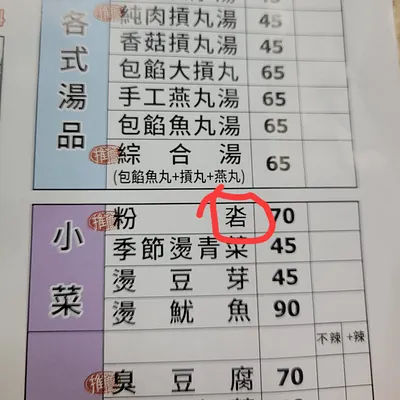 各式湯品
推薦 純肉摃丸湯 45
香菇摃丸湯 45
包餡大摃丸 65
手工燕丸湯 65
包餡魚丸湯 65
推薦 綜合湯 65
(包餡魚丸+摃丸+燕丸)
小菜
推薦 粉 70
季節燙青菜 45
燙豆芽 45
燙魷魚 90
不辣 +辣
推薦 臭豆腐 70